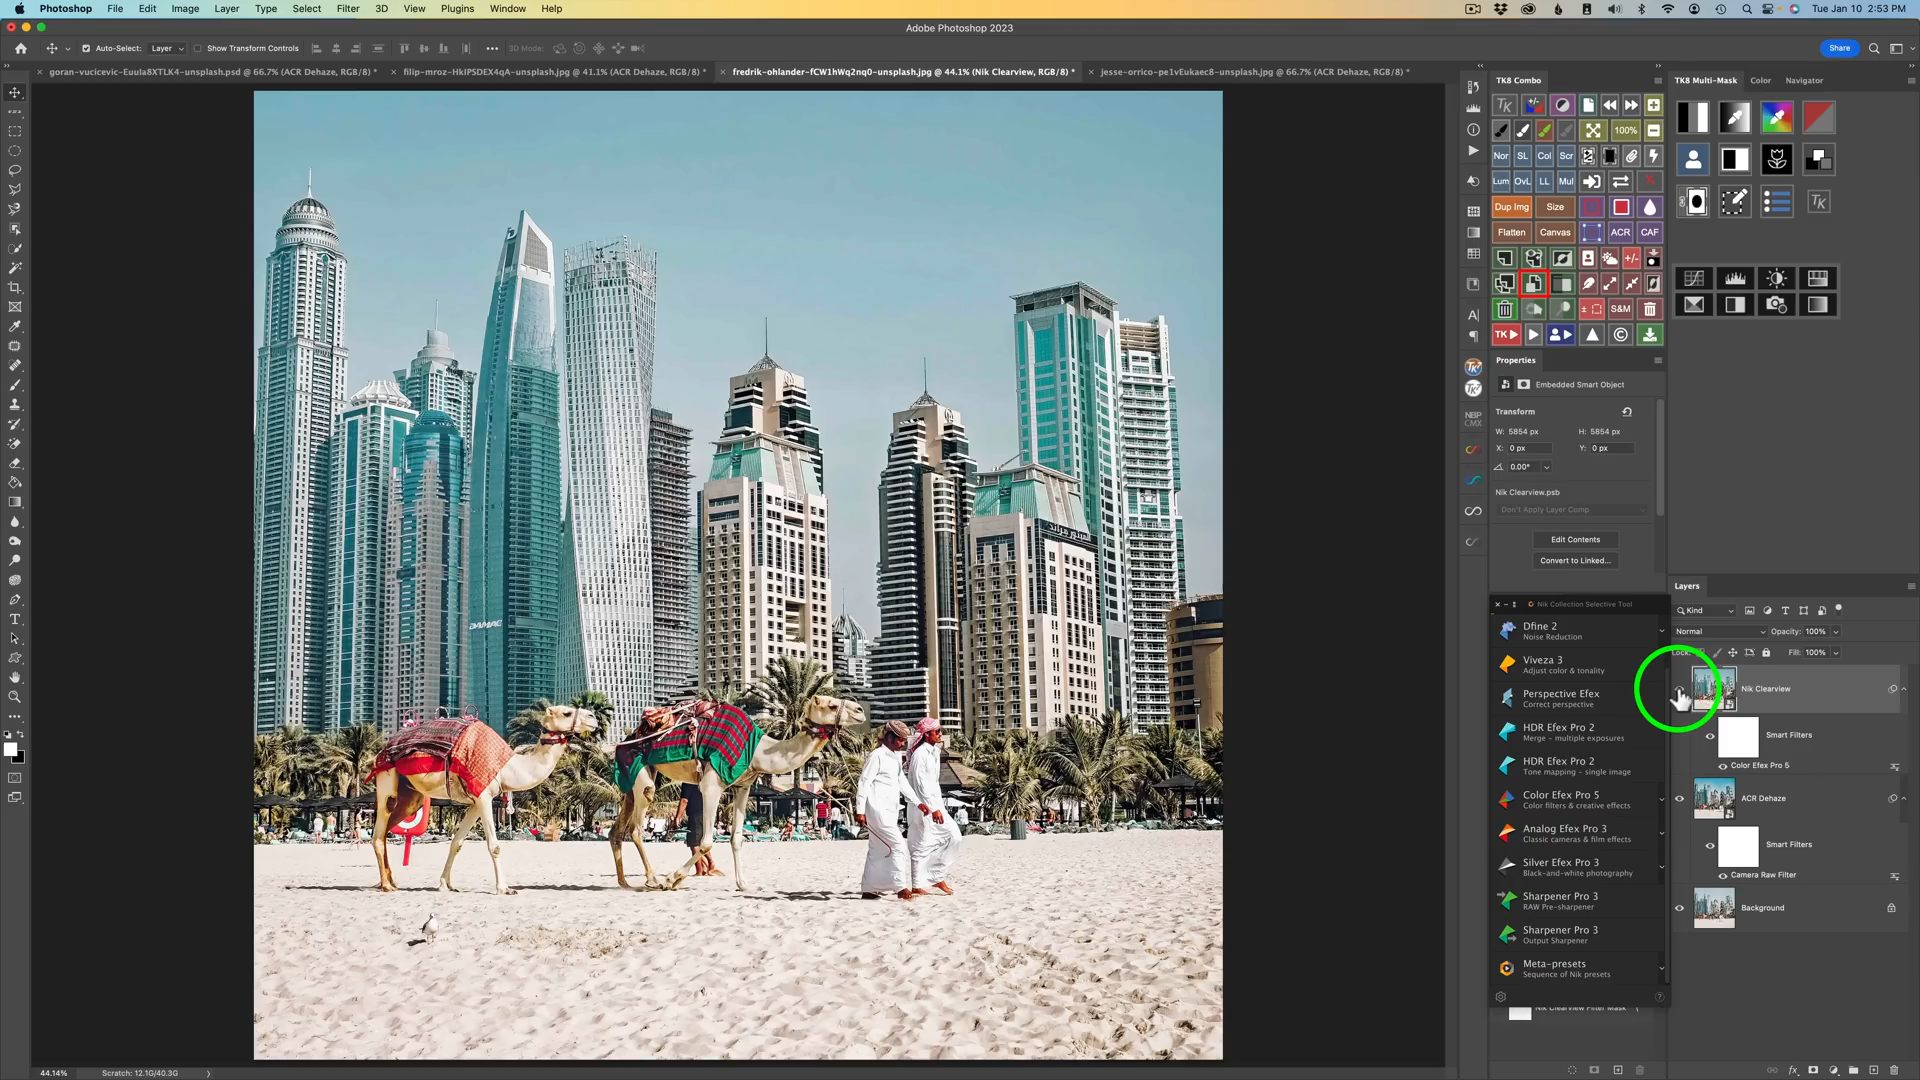 Photoshop File Edit Image Layer Type Select Filter 3D View Plugins Window Help
Tue Jan 10 2:53 PM
Adobe Photoshop 2023
Auto-Select: Layer Show Transform Controls
3D Mode:
Share
goran-vucicevic-Euula8XTLK4-unsplash.psd @ 66.7% (ACR Dehaze, RGB/8) *
filip-mroz-HkIPSDEX4qA-unsplash.jpg @ 41.1% (ACR Dehaze, RGB/8) *
fredrik-ohlander-fCW1hWq2nq0-unsplash.jpg @ 44.1% (Nik Clearview, RGB/8) *
jesse-orrico-pe1vEukaec8-unsplash.jpg @ 66.7% (ACR Dehaze, RGB/8) *
TK8 Combo
TK8 Multi-Mask Color Navigator
TK +/-
100%
Nor SL Col Scr
Lum OvL LL Mul
Dup Img Size
Flatten Canvas ACR CAF
+/-
S&M
TK
TK
Properties
Embedded Smart Object
Transform
W: 5854 px H: 5854 px
X: 0 px Y: 0 px
0.00°
Nik Clearview.psb
Don't Apply Layer Comp
Edit Contents
Convert to Linked...
NBP
CMX
DAMAC
Nik Collection Selective Tool
Dfine 2
Noise Reduction
Viveza 3
Adjust color & tonality
Perspective Efex
Correct perspective
HDR Efex Pro 2
Merge - multiple exposures
HDR Efex Pro 2
Tone mapping - single image
Color Efex Pro 5
Color filters & creative effects
Analog Efex Pro 3
Classic cameras & film effects
Silver Efex Pro 3
Black-and-white photography
Sharpener Pro 3
RAW Pre-sharpener
Sharpener Pro 3
Output Sharpener
Meta-presets
Sequence of Nik presets
Nik Clearview Filter Mask
Layers
Kind
Normal Opacity: 100%
Lock: Fill: 100%
Nik Clearview
Smart Filters
Color Efex Pro 5
ACR Dehaze
Smart Filters
Camera Raw Filter
Background
44.14% Scratch: 12.1G/40.3G